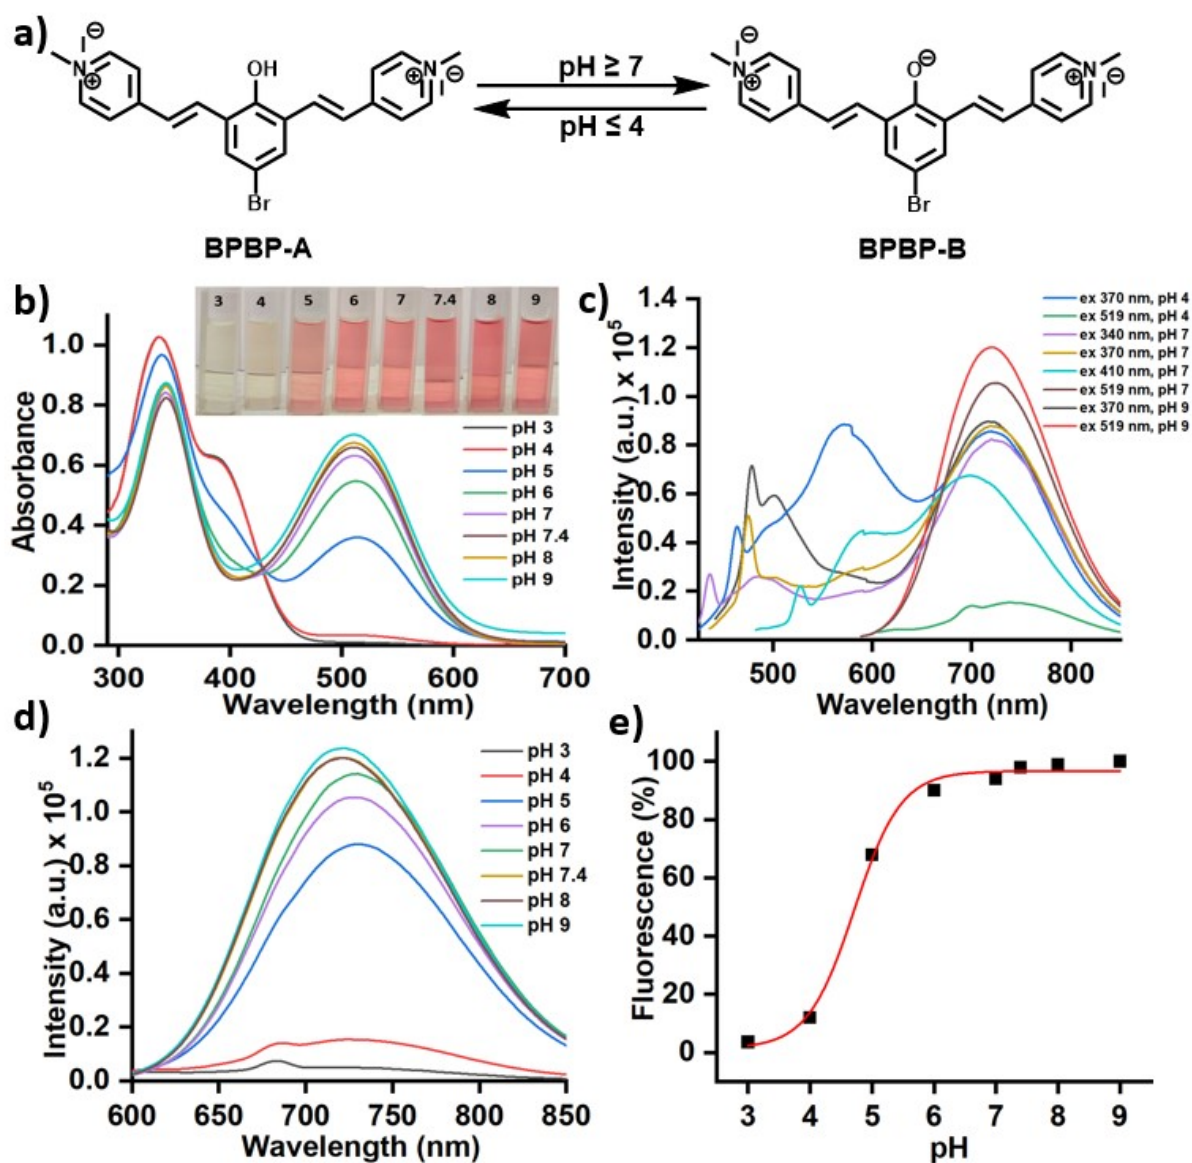 a)
N
I⊖
⊕
OH
N
⊕
I⊖
Br
BPBP-A
pH ≥ 7
pH ≤ 4
N
I⊖
⊕
O⊖
N
⊕
I⊖
Br
BPBP-B
b)
3 4 5 6 7 7.4 8 9
1.0
0.8
0.6
0.4
0.2
0.0
Absorbance
pH 3
pH 4
pH 5
pH 6
pH 7
pH 7.4
pH 8
pH 9
300 400 500 600 700
Wavelength (nm)
c)
1.4
1.2
1.0
0.8
0.6
0.4
0.2
0.0
Intensity (a.u.) x 10⁵
ex 370 nm, pH 4
ex 519 nm, pH 4
ex 340 nm, pH 7
ex 370 nm, pH 7
ex 410 nm, pH 7
ex 519 nm, pH 7
ex 370 nm, pH 9
ex 519 nm, pH 9
500 600 700 800
Wavelength (nm)
d)
1.2
1.0
0.8
0.6
0.4
0.2
0.0
Intensity (a.u.) x 10⁵
pH 3
pH 4
pH 5
pH 6
pH 7
pH 7.4
pH 8
pH 9
600 650 700 750 800 850
Wavelength (nm)
e)
100
80
60
40
20
0
Fluorescence (%)
3 4 5 6 7 8 9
pH